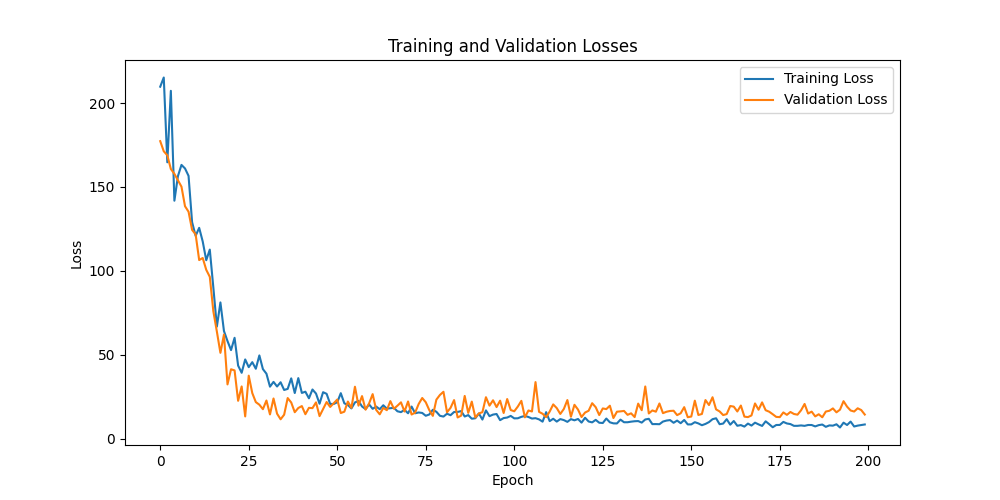 Training and Validation Losses
Training Loss
Validation Loss
Loss
200
150
100
50
0
0 25 50 75 100 125 150 175 200
Epoch